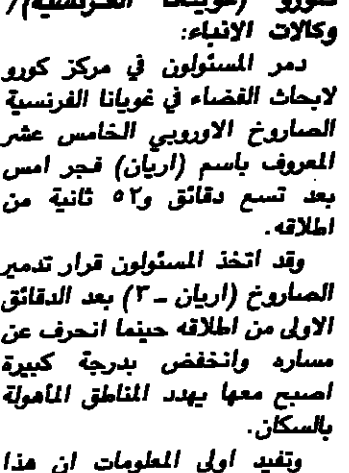 كورو (غويانا الفرنسية)/
وكالات الانباء:
دمر المسئولون في مركز كورو
لابحاث الفضاء في غويانا الفرنسية
الصاروخ الاوروبي الخامس عشر
المعروف باسم (اريان) فجر امس
بعد تسع دقائق و٥٢ ثانية من
اطلاقه.
وقد اتخذ المسئولون قرار تدمير
الصاروخ (اريان ـ ٣) بعد الدقائق
الاولى من اطلاقه حينما انحرف عن
مساره وانخفض بدرجة كبيرة
اصبح معها يهدد المناطق المأهولة
بالسكان.
وتفيد اولى المعلومات ان هذا